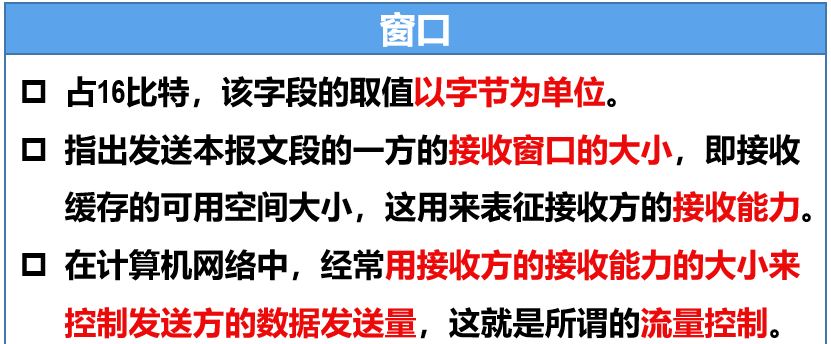 窗口
占16比特，该字段的取值以字节为单位。
指出发送本报文段的一方的接收窗口的大小，即接收
缓存的可用空间大小，这用来表征接收方的接收能力。
在计算机网络中，经常用接收方的接收能力的大小来
控制发送方的数据发送量，这就是所谓的流量控制。